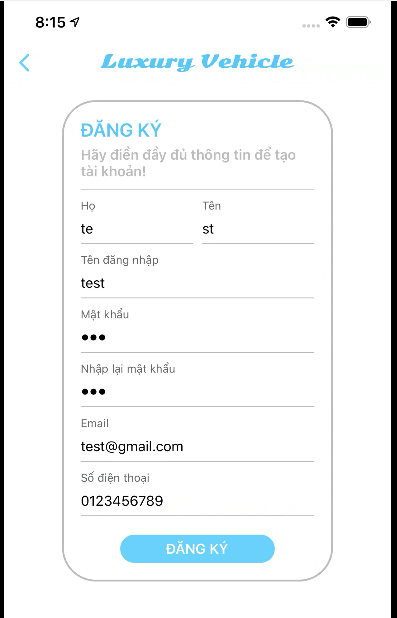 8:15
Luxury Vehicle
ĐĂNG KÝ
Hãy điền đầy đủ thông tin để tạo
tài khoản!
Họ Tên
te st
Tên đăng nhập
test
Mật khẩu
●●●
Nhập lại mật khẩu
●●●
Email
test@gmail.com
Số điện thoại
0123456789
ĐĂNG KÝ